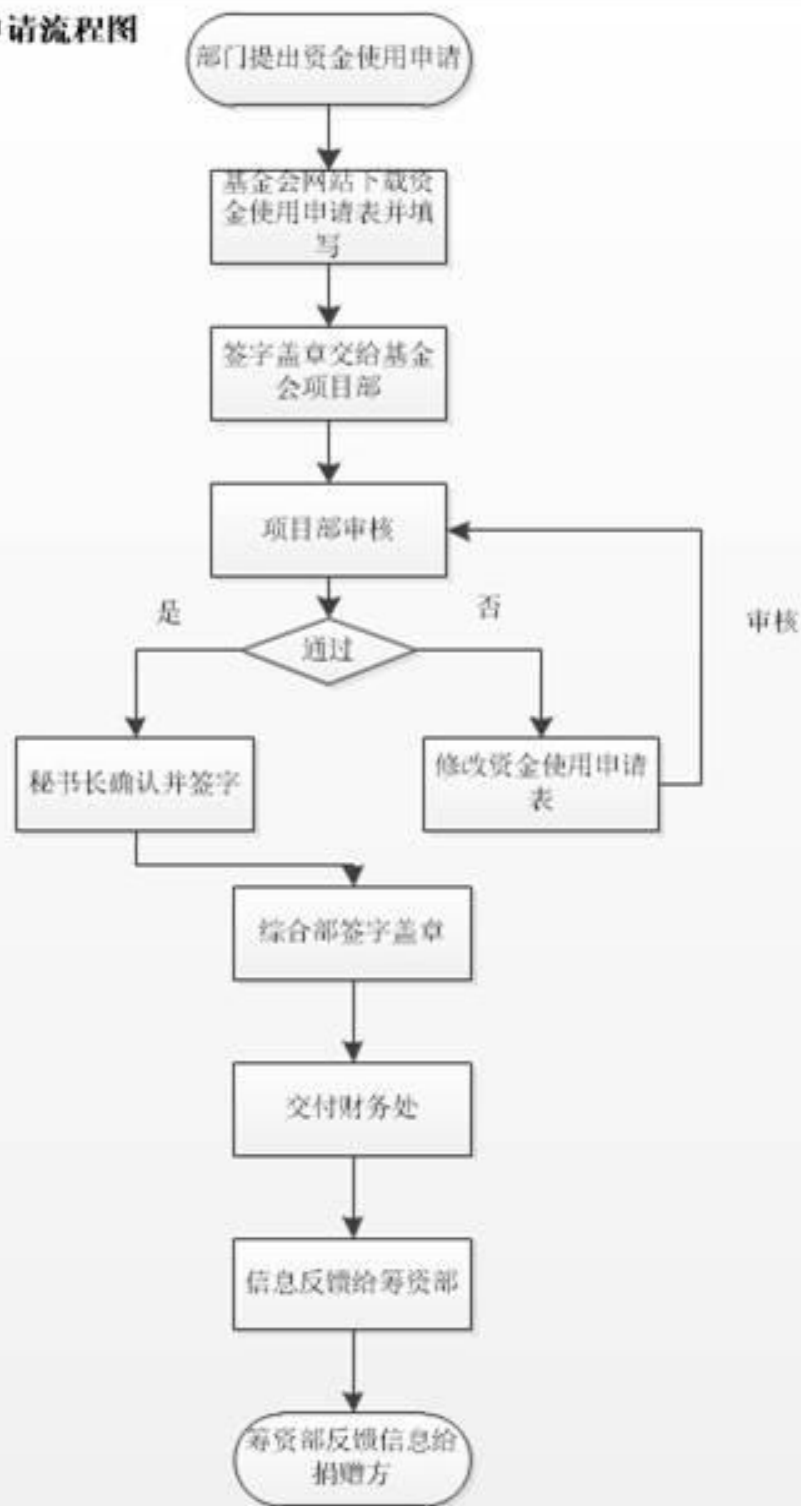 请流程图
部门提出资金使用申请
基金会网站下载资
金使用申请表并填
写
签字盖章交给基金
会项目部
项目部审核
是
否
审核
通过
秘书长确认并签字
修改资金使用申请
表
综合部签字盖章
交付财务处
信息反馈给筹资部
筹资部反馈信息给
捐赠方